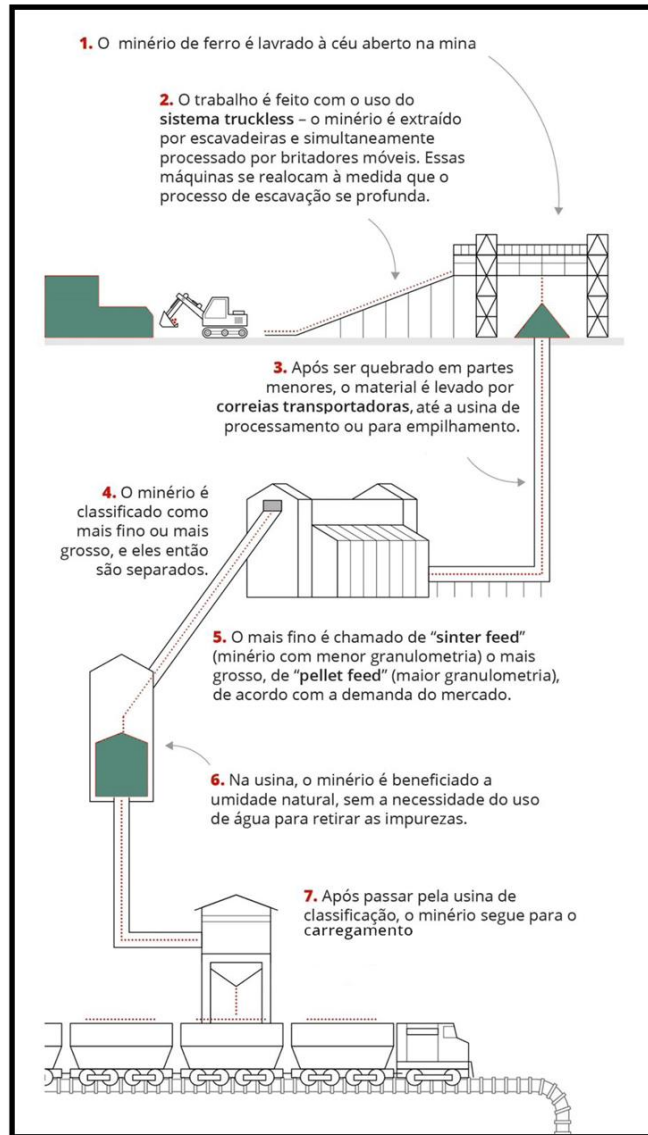 1. O minério de ferro é lavrado à céu aberto na mina
2. O trabalho é feito com o uso do
sistema truckless – o minério é extraído
por escavadeiras e simultaneamente
processado por britadores móveis. Essas
máquinas se realocam à medida que o
processo de escavação se profunda.
3. Após ser quebrado em partes
menores, o material é levado por
correias transportadoras, até a usina de
processamento ou para empilhamento.
4. O minério é
classificado como
mais fino ou mais
grosso, e eles então
são separados.
5. O mais fino é chamado de “sinter feed”
(minério com menor granulometria) o mais
grosso, de “pellet feed” (maior granulometria),
de acordo com a demanda do mercado.
6. Na usina, o minério é beneficiado a
umidade natural, sem a necessidade do uso
de água para retirar as impurezas.
7. Após passar pela usina de
classificação, o minério segue para o
carregamento